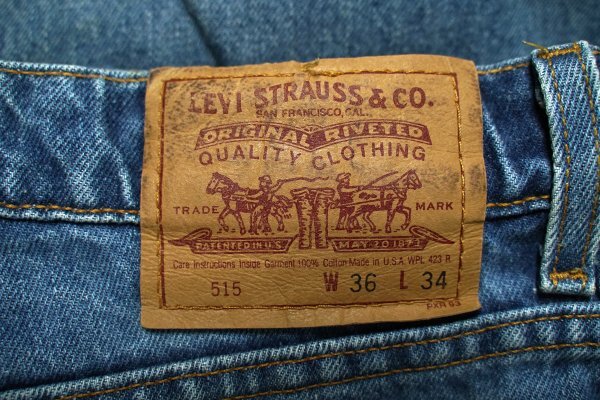 LEVI STRAUSS & CO.
SAN FRANCISCO, CAL.
ORIGINAL RIVETED
QUALITY CLOTHING
TRADE MARK
PATENTED IN U.S. MAY 20 1873
Care Instructions Inside Garment 100% Cotton Made in U.S.A. WPL 423 R
515 W 36 L 34